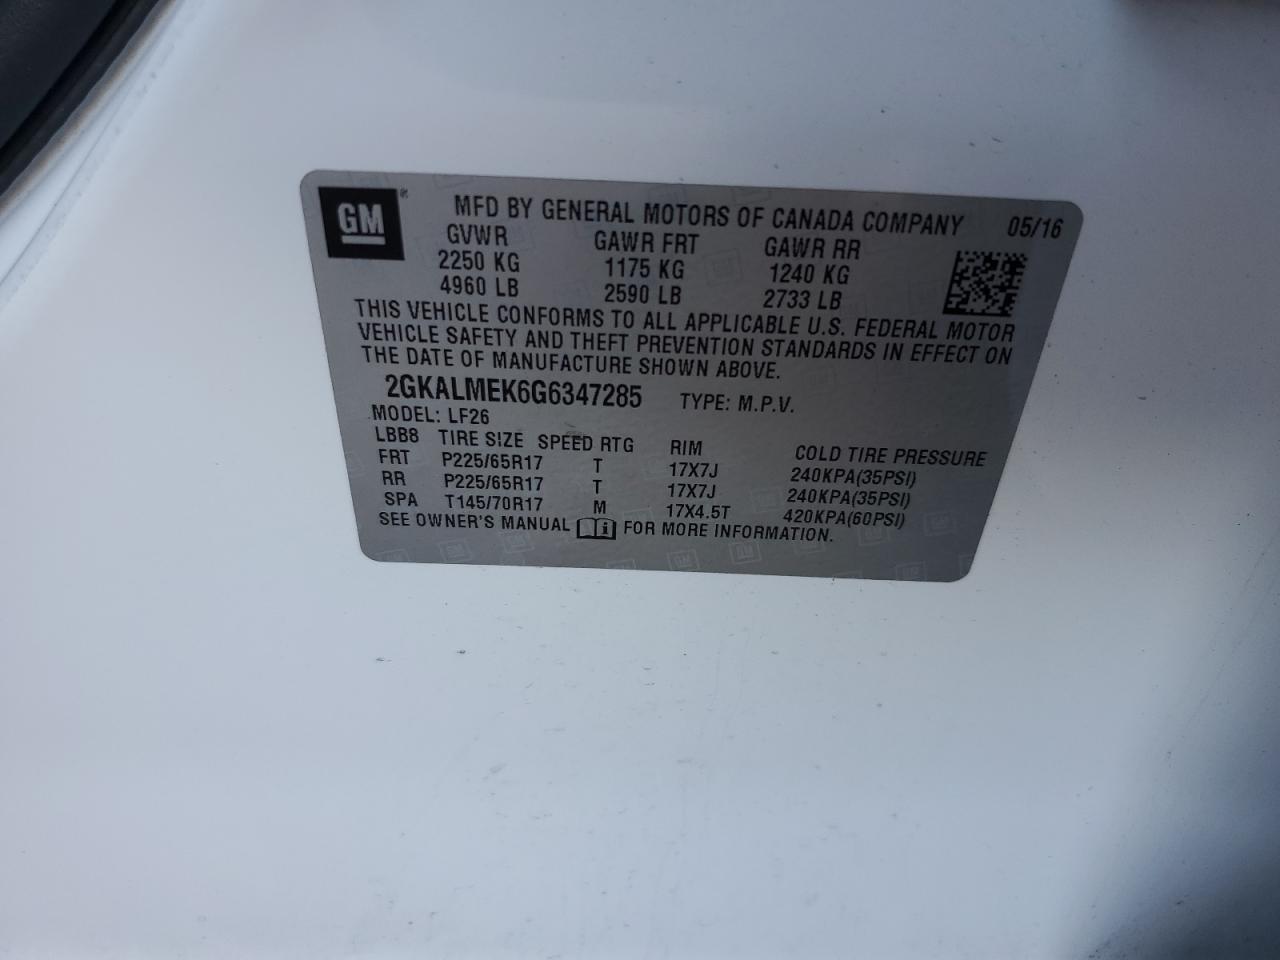 GM® MFD BY GENERAL MOTORS OF CANADA COMPANY 05/16
GVWR GAWR FRT GAWR RR
2250 KG 1175 KG 1240 KG
4960 LB 2590 LB 2733 LB
THIS VEHICLE CONFORMS TO ALL APPLICABLE U.S. FEDERAL MOTOR
VEHICLE SAFETY AND THEFT PREVENTION STANDARDS IN EFFECT ON
THE DATE OF MANUFACTURE SHOWN ABOVE.
2GKALMEK6G6347285 TYPE: M.P.V.
MODEL: LF26
LBB8 TIRE SIZE SPEED RTG RIM COLD TIRE PRESSURE
FRT P225/65R17 T 17X7J 240KPA(35PSI)
RR P225/65R17 T 17X7J 240KPA(35PSI)
SPA T145/70R17 M 17X4.5T 420KPA(60PSI)
SEE OWNER'S MANUAL FOR MORE INFORMATION.